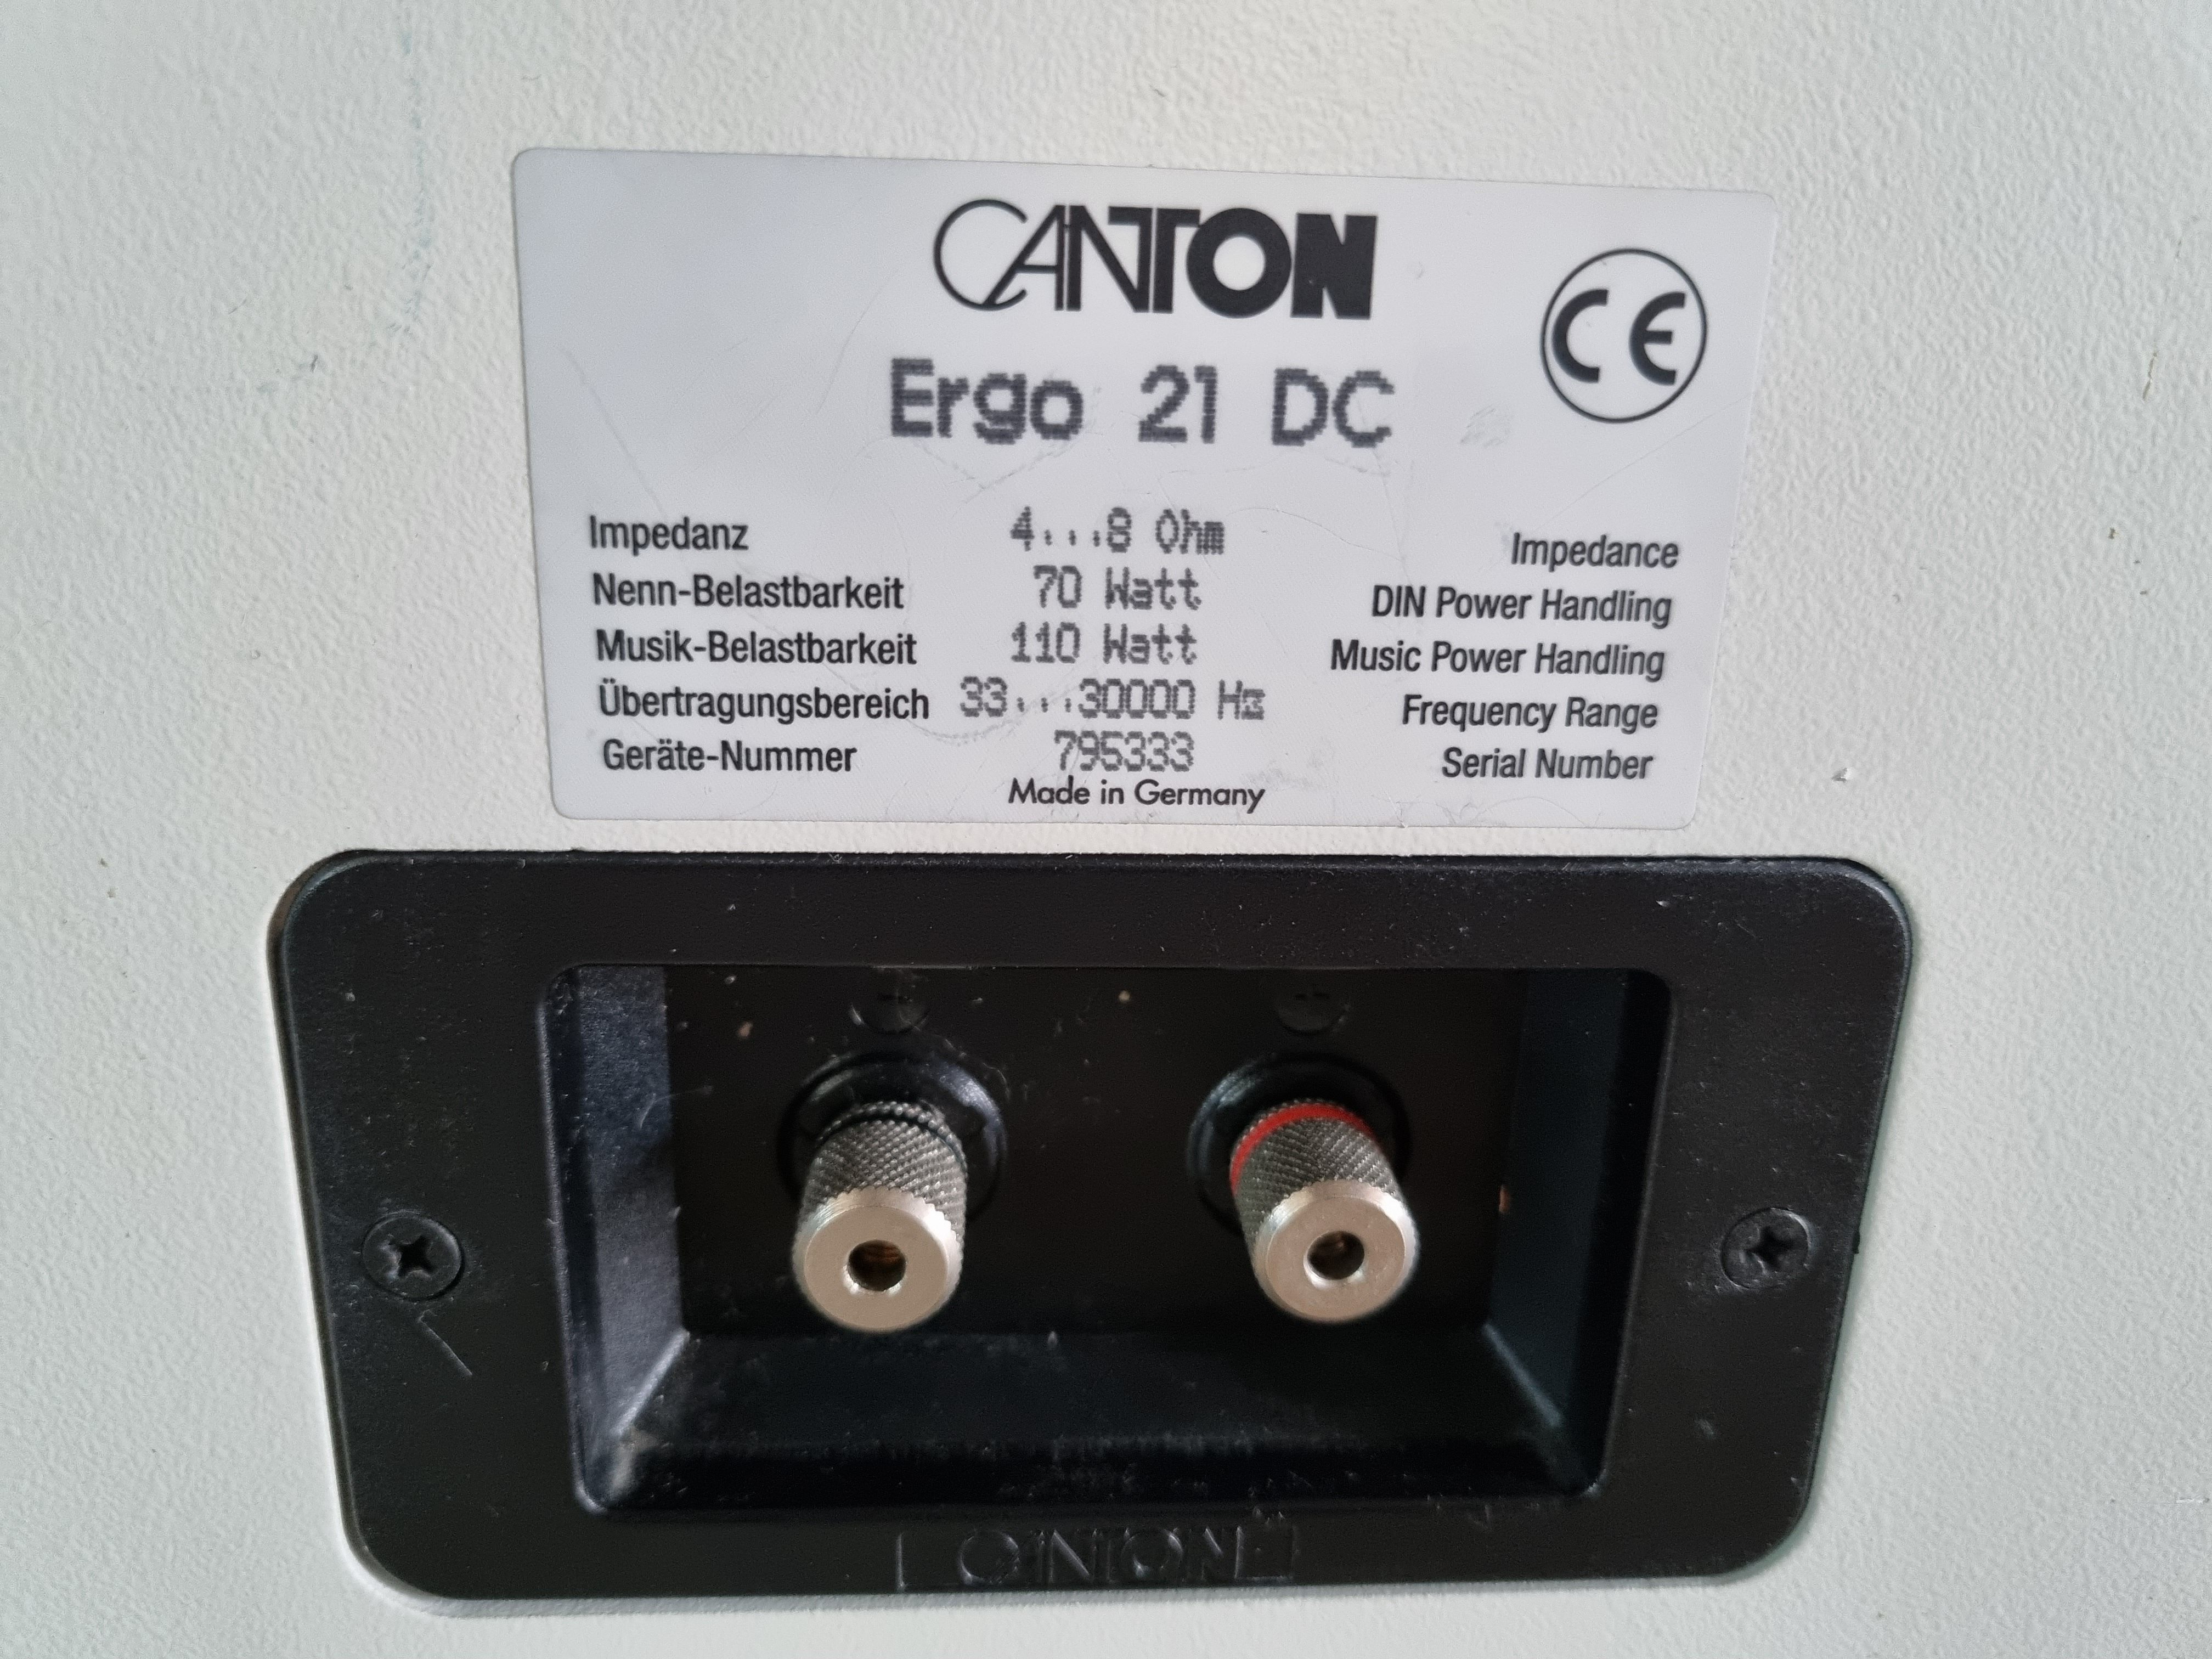 CANTON
CE
Ergo 21 DC
Impedanz 4...8 Ohm Impedance
Nenn-Belastbarkeit 70 Watt DIN Power Handling
Musik-Belastbarkeit 110 Watt Music Power Handling
Übertragungsbereich 33...30000 Hz Frequency Range
Geräte-Nummer 795333 Serial Number
Made in Germany